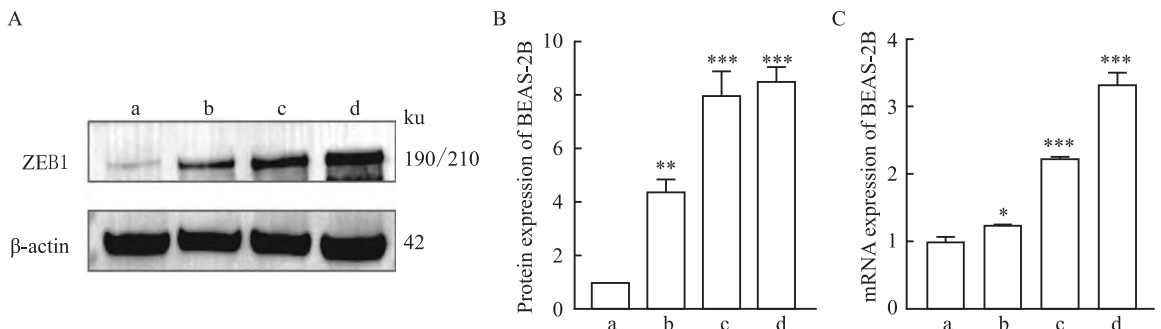 A
a b c d
ku
ZEB1
190/210
β-actin
42
B
Protein expression of BEAS-2B
10
8
6
4
2
0
**
***
***
a b c d
C
mRNA expression of BEAS-2B
4
3
2
1
0
*
***
***
a b c d